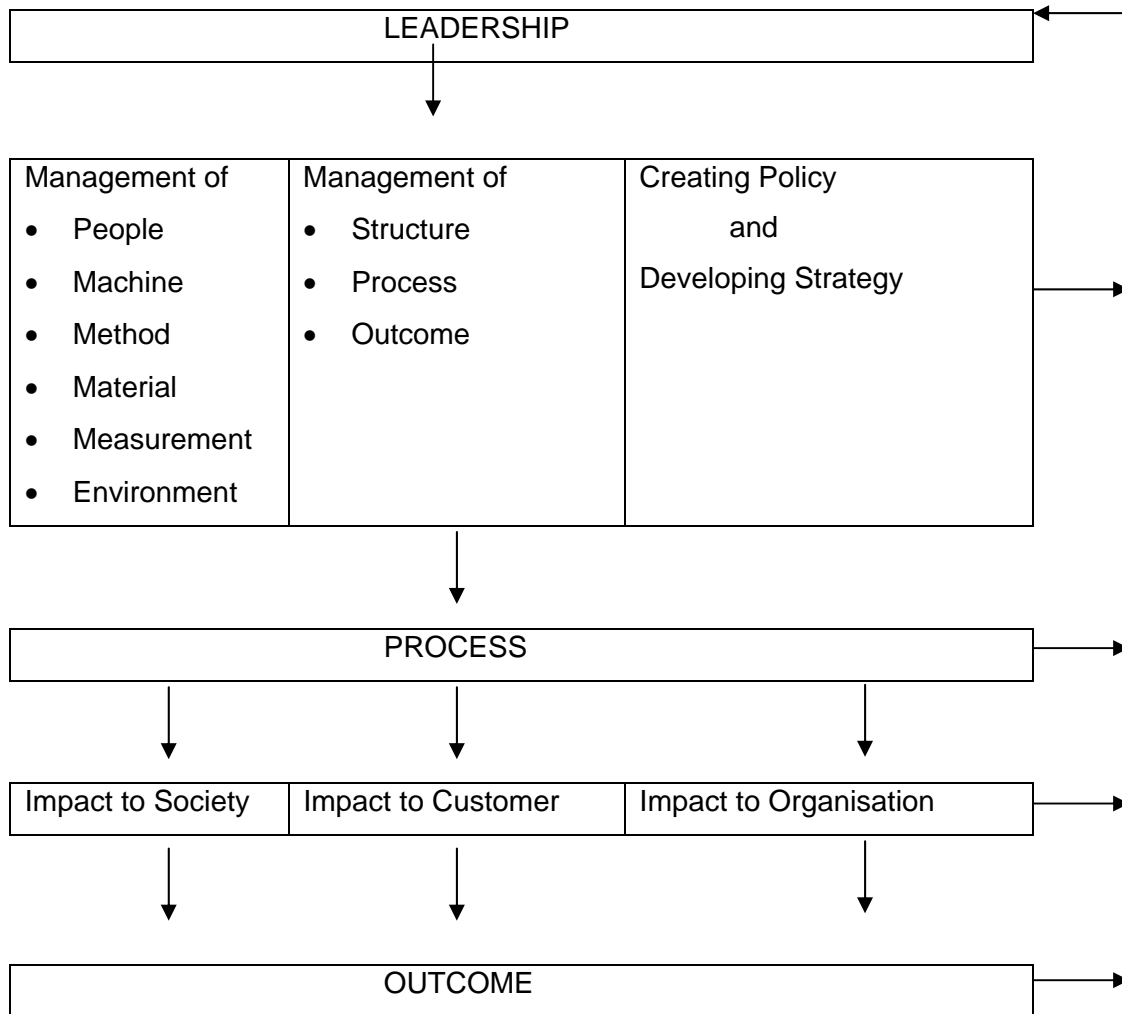 LEADERSHIP
Management of
• People
• Machine
• Method
• Material
• Measurement
• Environment
Management of
• Structure
• Process
• Outcome
Creating Policy
and
Developing Strategy
PROCESS
Impact to Society
Impact to Customer
Impact to Organisation
OUTCOME